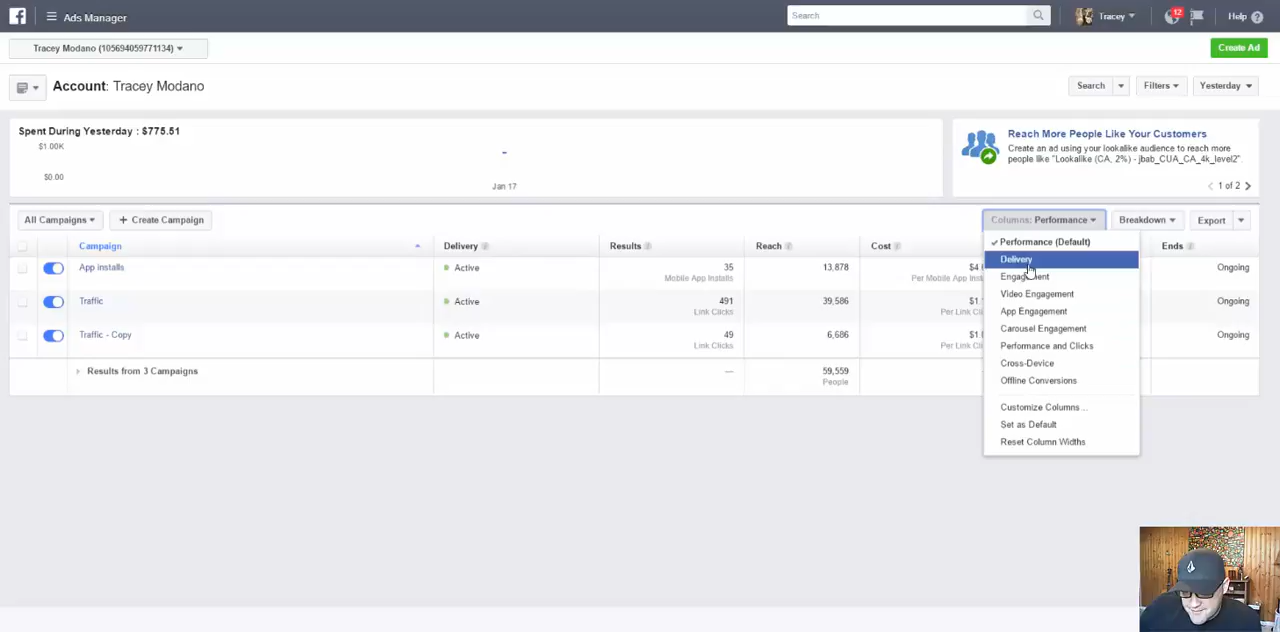 Ads Manager
Search
Tracey
12
Help
Tracey Modano (105694059771134)
Create Ad
Account: Tracey Modano
Search
Filters
Yesterday
Spent During Yesterday : $775.51
$1.00K
$0.00
Jan 17
Reach More People Like Your Customers
Create an ad using your lookalike audience to reach more
people like "Lookalike (CA, 2%) - jbab_CUA_CA_4k_level2".
1 of 2
All Campaigns
+ Create Campaign
Columns: Performance
Breakdown
Export
Campaign
Delivery
Results
Reach
Cost
Ends
App installs
Active
35
Mobile App Installs
13,878
Per Mobile App
Ongoing
Traffic
Active
491
Link Clicks
39,586
Per Link
Ongoing
Traffic - Copy
Active
49
Link Clicks
6,686
Per Link
Ongoing
Results from 3 Campaigns
—
59,559
People
Performance (Default)
Delivery
Engagement
Video Engagement
App Engagement
Carousel Engagement
Performance and Clicks
Cross-Device
Offline Conversions
Customize Columns ..
Set as Default
Reset Column Widths